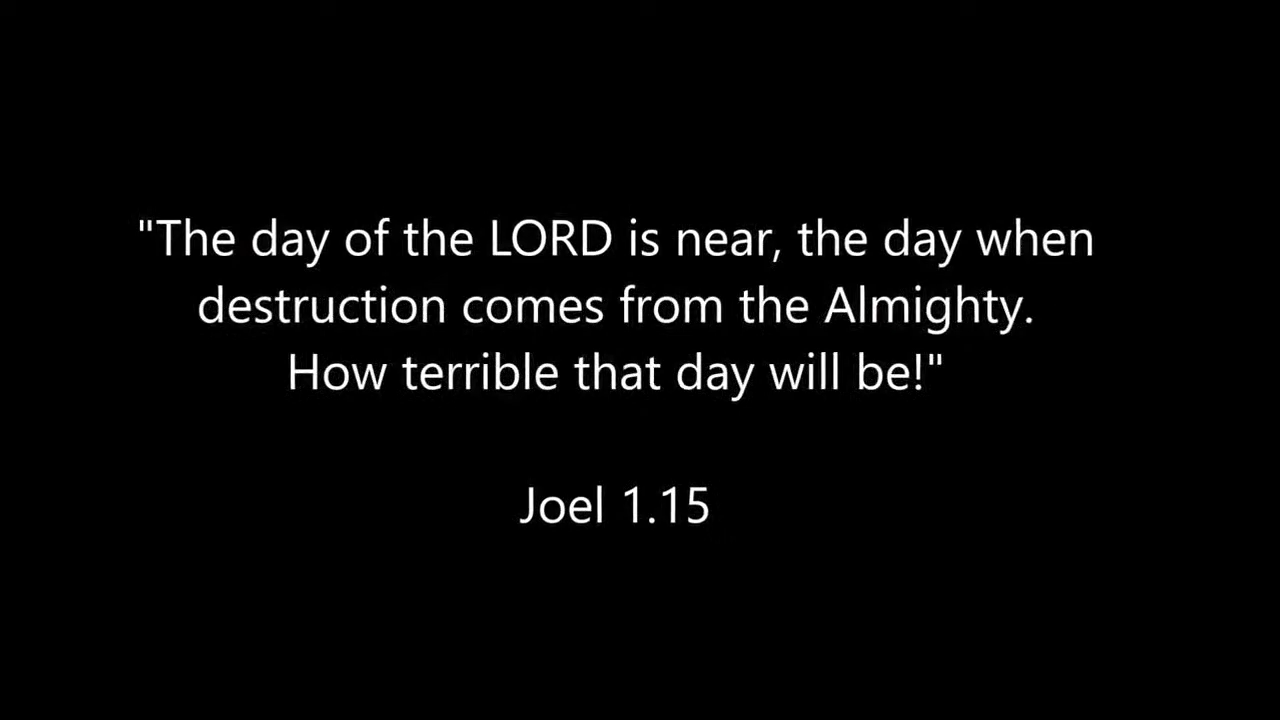 "The day of the LORD is near, the day when
destruction comes from the Almighty.
How terrible that day will be!"
Joel 1.15